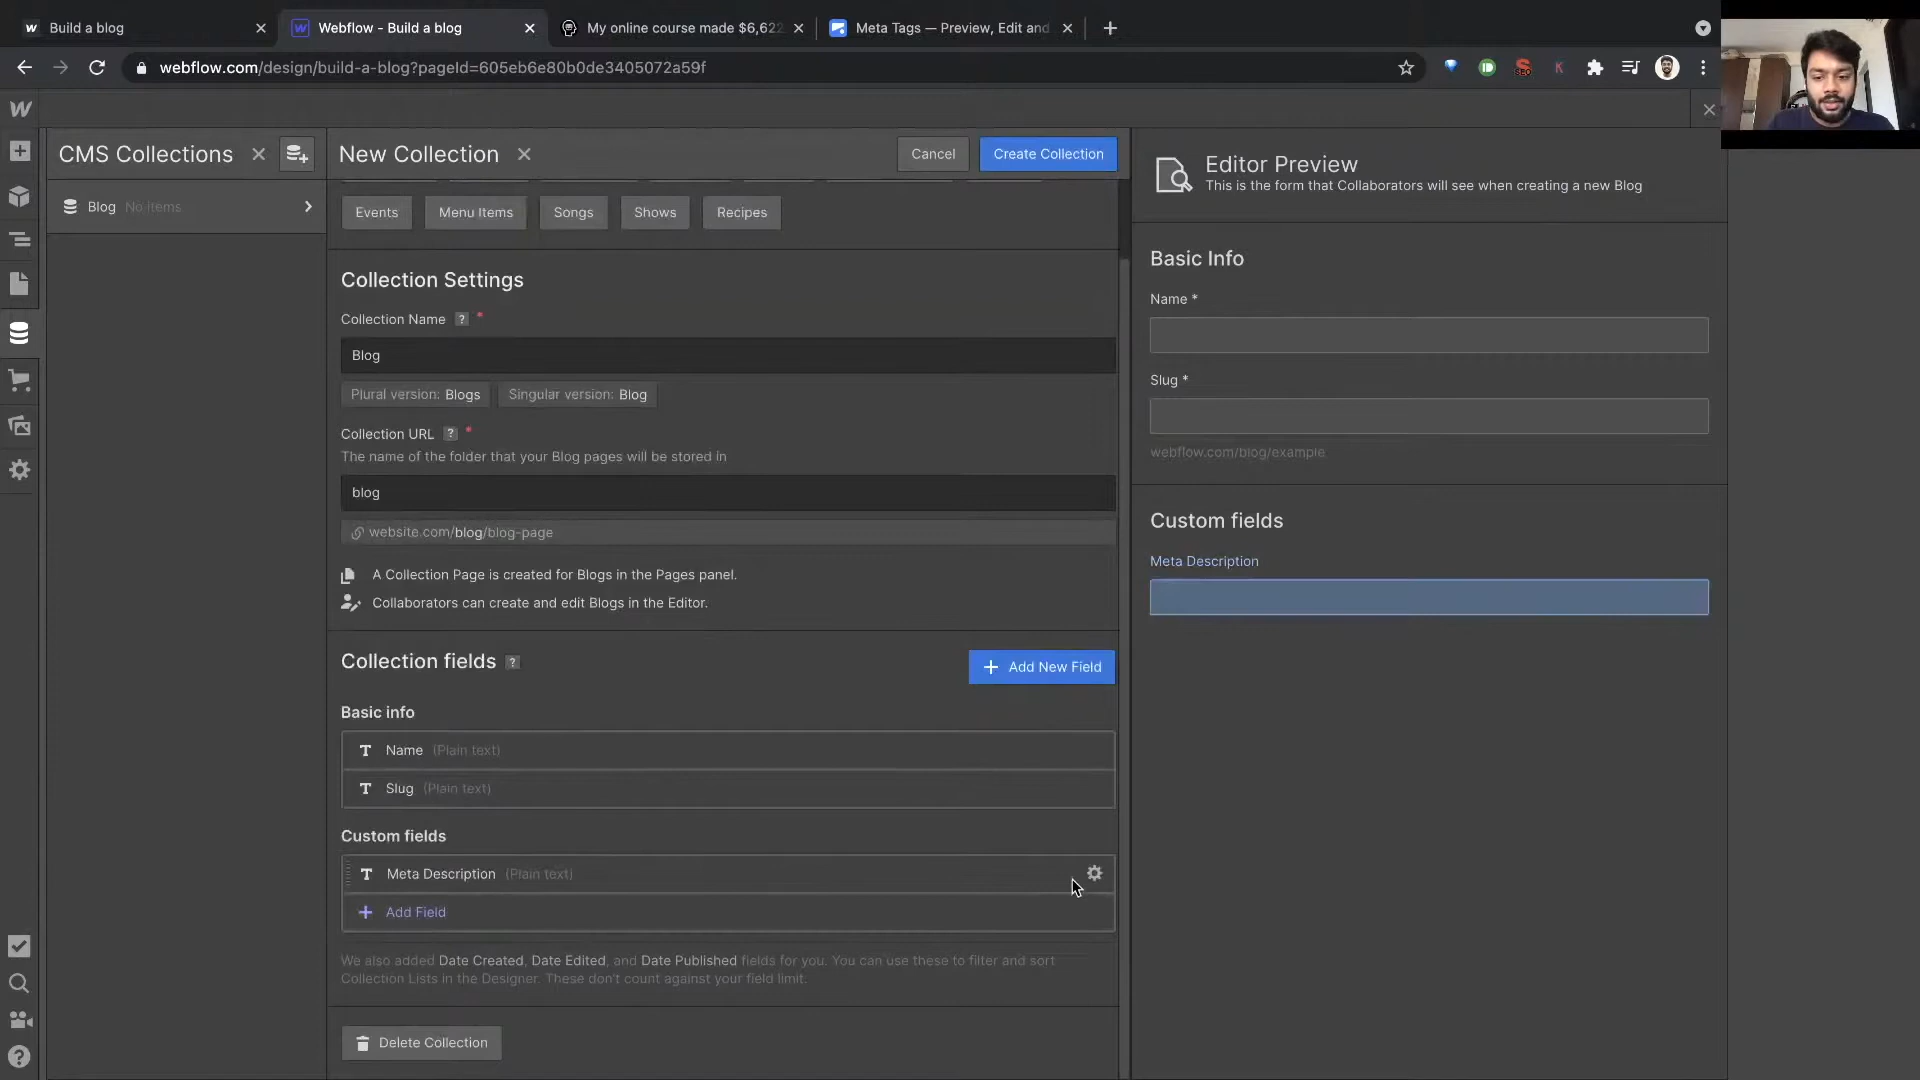 Build a blog
Webflow - Build a blog
My online course made $6,622
Meta Tags — Preview, Edit and
webflow.com/design/build-a-blog?pageId=605eb6e80b0de3405072a59f
CMS Collections
Blog No items
New Collection
Cancel
Create Collection
Events
Menu Items
Songs
Shows
Recipes
Collection Settings
Collection Name ? *
Blog
Plural version: Blogs
Singular version: Blog
Collection URL ? *
The name of the folder that your Blog pages will be stored in
blog
website.com/blog/blog-page
A Collection Page is created for Blogs in the Pages panel.
Collaborators can create and edit Blogs in the Editor.
Collection fields ?
+ Add New Field
Basic info
T Name (Plain text)
T Slug (Plain text)
Custom fields
T Meta Description (Plain text)
+ Add Field
We also added Date Created, Date Edited, and Date Published fields for you. You can use these to filter and sort
Collection Lists in the Designer. These don't count against your field limit.
Delete Collection
Editor Preview
This is the form that Collaborators will see when creating a new Blog
Basic Info
Name *
Slug *
webflow.com/blog/example
Custom fields
Meta Description